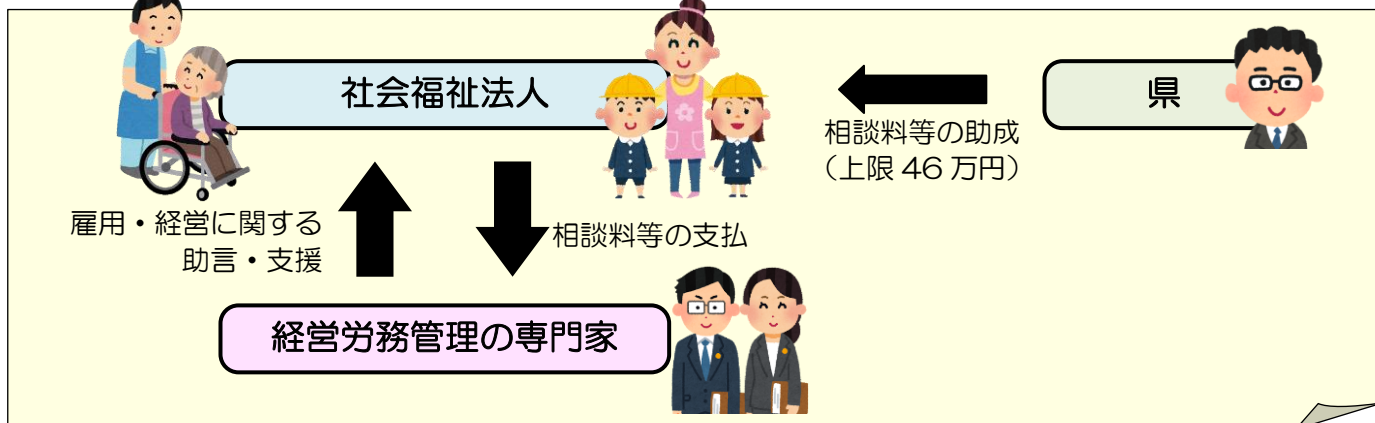 社会福祉法人
県
相談料等の助成
（上限 46 万円）
雇用・経営に関する
助言・支援
相談料等の支払
経営労務管理の専門家